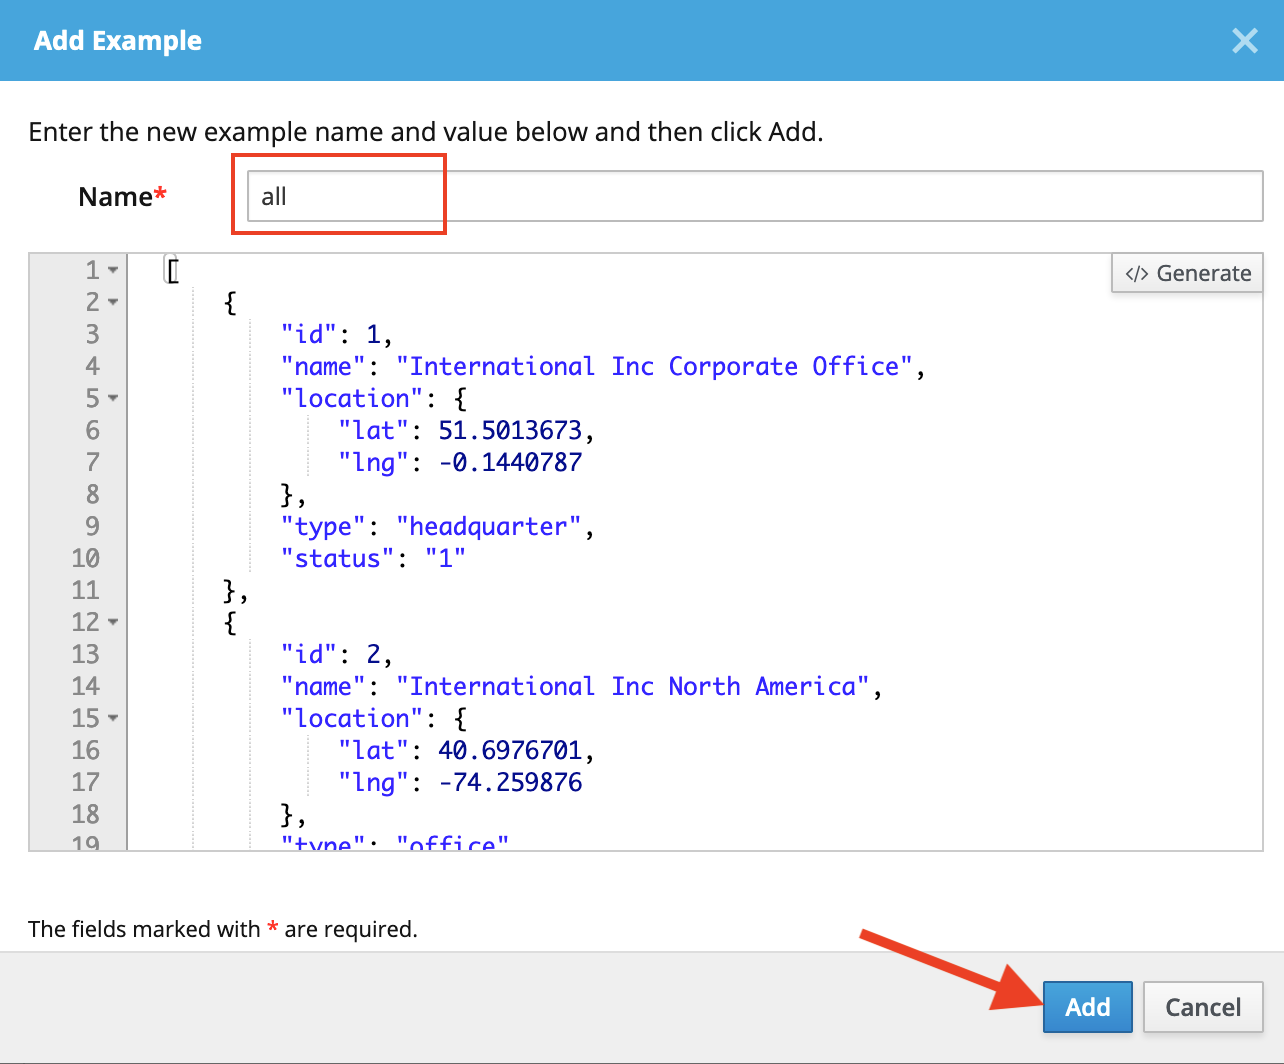 Add Example
Enter the new example name and value below and then click Add.
Name*
all
</> Generate
1 [
2 {
3 "id": 1,
4 "name": "International Inc Corporate Office",
5 "location": {
6 "lat": 51.5013673,
7 "lng": -0.1440787
8 },
9 "type": "headquarter",
10 "status": "1"
11 },
12 {
13 "id": 2,
14 "name": "International Inc North America",
15 "location": {
16 "lat": 40.6976701,
17 "lng": -74.259876
18 },
19 "type": "office"
The fields marked with * are required.
Add
Cancel